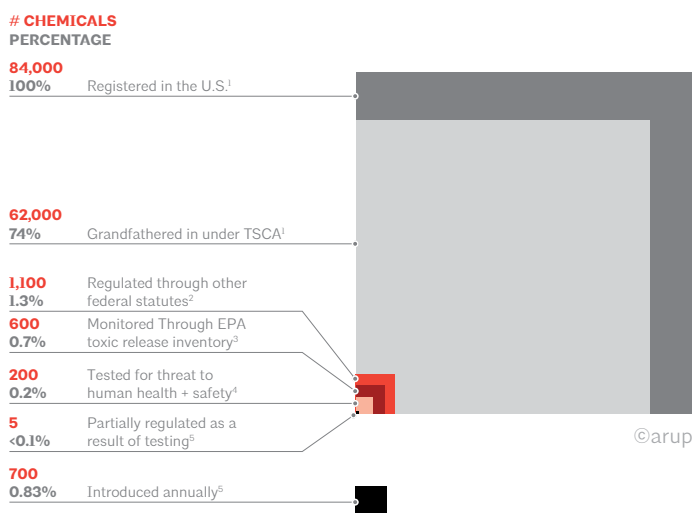 # CHEMICALS
PERCENTAGE
84,000
100% Registered in the U.S.¹
62,000
74% Grandfathered in under TSCA¹
1,100 Regulated through other
1.3% federal statutes²
600 Monitored Through EPA
0.7% toxic release inventory³
200 Tested for threat to
0.2% human health + safety⁴
5 Partially regulated as a
<0.1% result of testing⁵
©arup
700
0.83% Introduced annually⁵